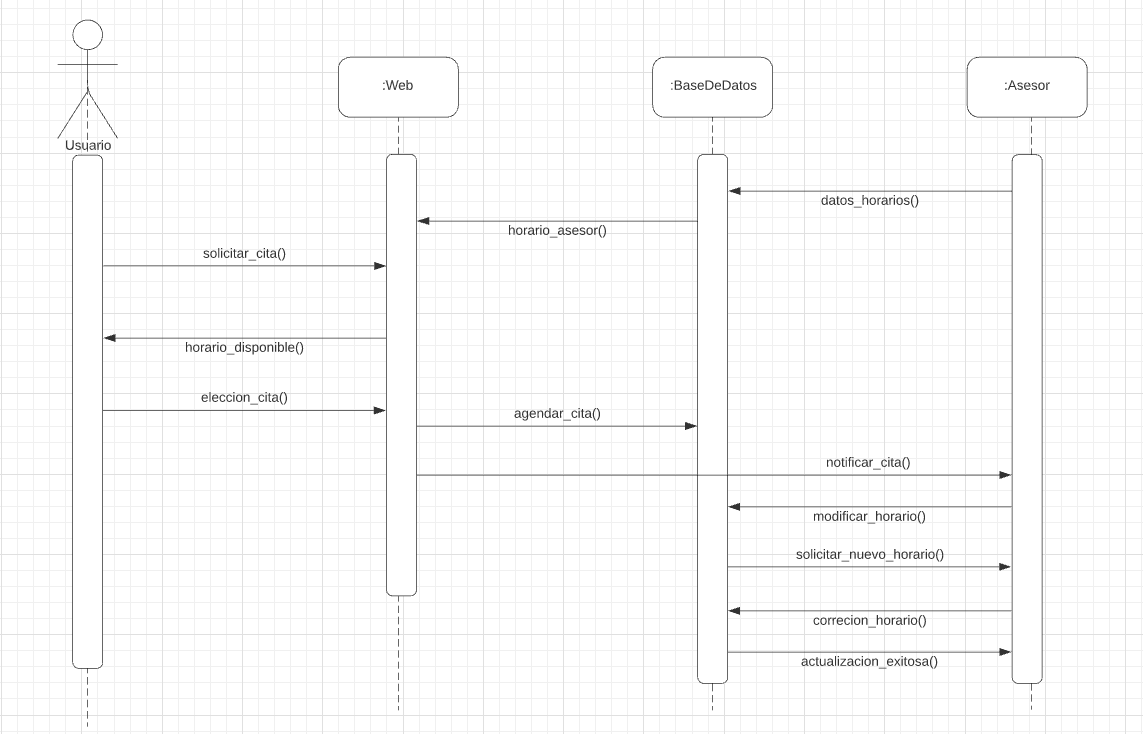 Usuario
:Web
:BaseDeDatos
:Asesor
datos_horarios()
horario_asesor()
solicitar_cita()
horario_disponible()
eleccion_cita()
agendar_cita()
notificar_cita()
modificar_horario()
solicitar_nuevo_horario()
correcion_horario()
actualizacion_exitosa()